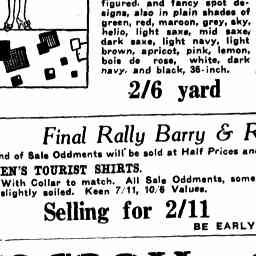 figured, and fancy spot de-
signs, also in plain shades of
green, red, maroon, grey, sky,
helio, light saxe, mid saxe,
dark saxe, light navy, light
brown, apricot, pink, lemon,
bois de rose, white, dark
navy, and black, 36-inch.
2/6 yard
Final Rally Barry & R
nd of Sale Oddments will be sold at Half Prices and
EN'S TOURIST SHIRTS.
With Collar to match. All Sale Oddments, some
slightly soiled. Keen 7/11, 10/6 Values.
Selling for 2/11
BE EARLY